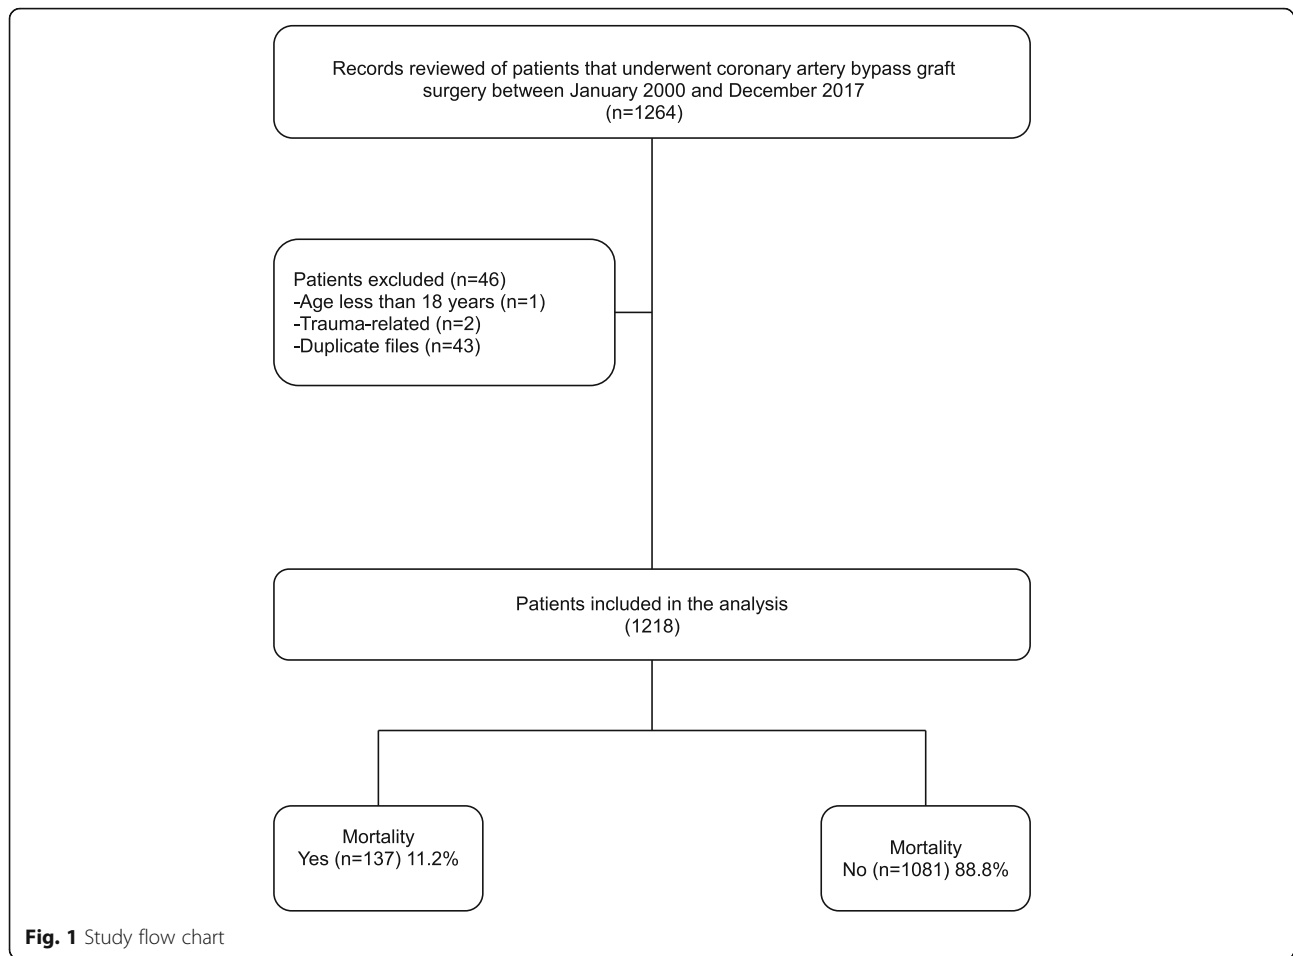 Records reviewed of patients that underwent coronary artery bypass graft
surgery between January 2000 and December 2017
(n=1264)
Patients excluded (n=46)
-Age less than 18 years (n=1)
-Trauma-related (n=2)
-Duplicate files (n=43)
Patients included in the analysis
(1218)
Mortality
Yes (n=137) 11.2%
Mortality
No (n=1081) 88.8%
Fig. 1 Study flow chart